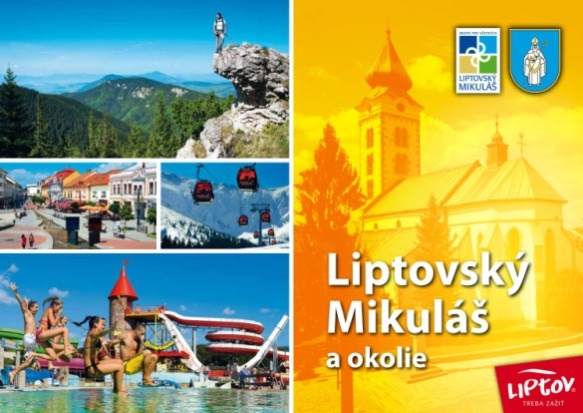 LIPTOVSKÝ
MIKULÁŠ
Liptovský
Mikuláš
a okolie
LIPTOV
TREBA ZAŽIŤ